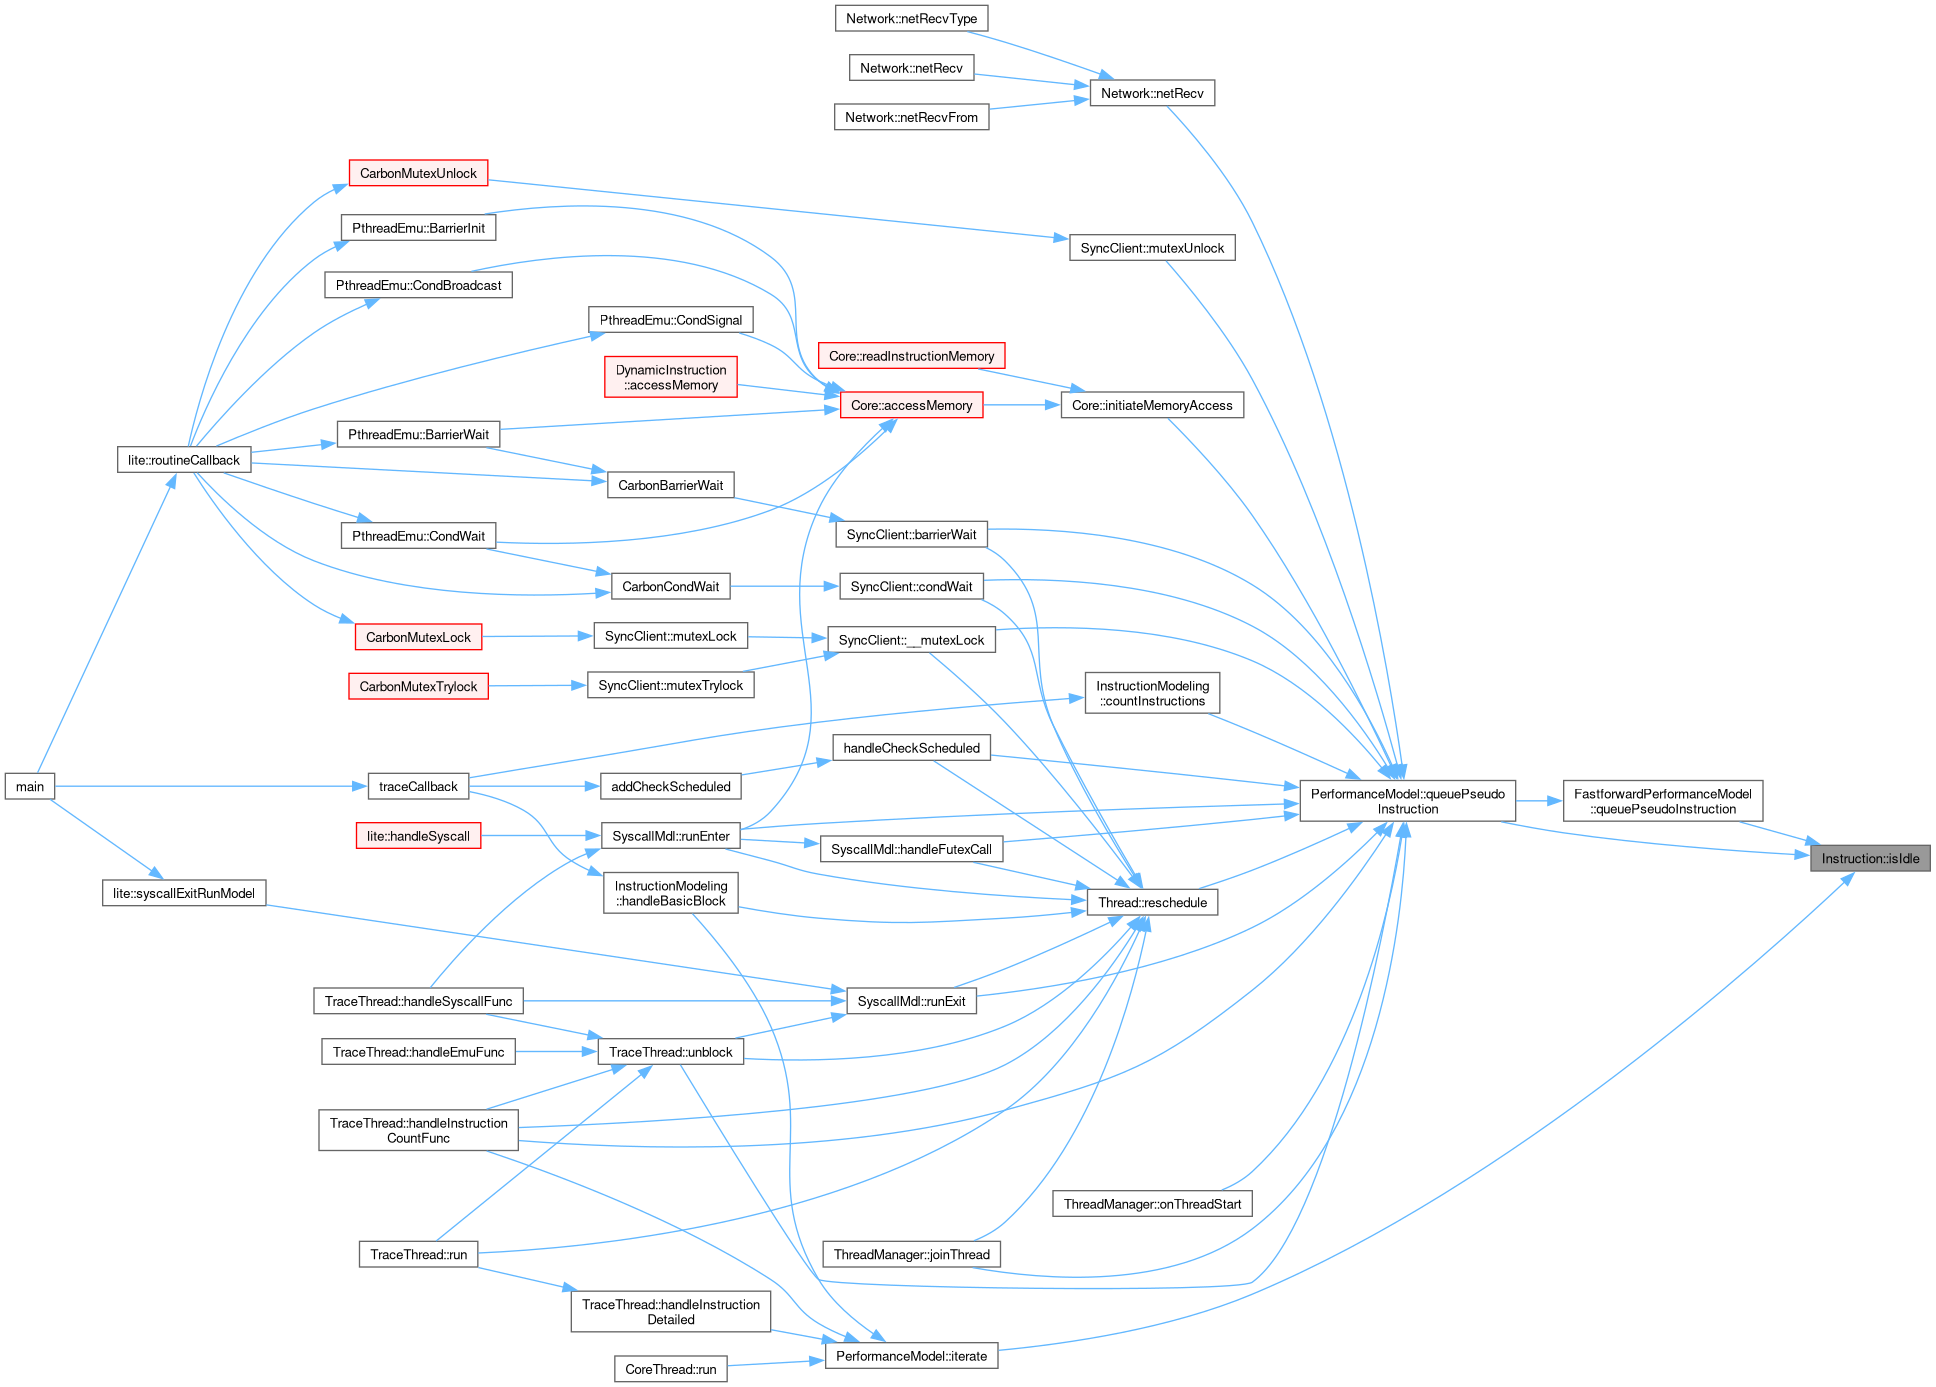 Network::netRecvType
Network::netRecv
Network::netRecv
Network::netRecvFrom
CarbonMutexUnlock
PthreadEmu::BarrierInit
SyncClient::mutexUnlock
PthreadEmu::CondBroadcast
PthreadEmu::CondSignal
Core::readInstructionMemory
DynamicInstruction
::accessMemory
Core::accessMemory
Core::initiateMemoryAccess
PthreadEmu::BarrierWait
lite::routineCallback
CarbonBarrierWait
PthreadEmu::CondWait
SyncClient::barrierWait
CarbonCondWait
SyncClient::condWait
CarbonMutexLock
SyncClient::mutexLock
SyncClient::__mutexLock
CarbonMutexTrylock
SyncClient::mutexTrylock
InstructionModeling
::countInstructions
handleCheckScheduled
main
traceCallback
addCheckScheduled
PerformanceModel::queuePseudo
Instruction
FastforwardPerformanceModel
::queuePseudoInstruction
lite::handleSyscall
SyscallMdl::runEnter
SyscallMdl::handleFutexCall
Instruction::isIdle
lite::syscallExitRunModel
InstructionModeling
::handleBasicBlock
Thread::reschedule
TraceThread::handleSyscallFunc
SyscallMdl::runExit
TraceThread::handleEmuFunc
TraceThread::unblock
TraceThread::handleInstruction
CountFunc
ThreadManager::onThreadStart
TraceThread::run
ThreadManager::joinThread
TraceThread::handleInstruction
Detailed
PerformanceModel::iterate
CoreThread::run